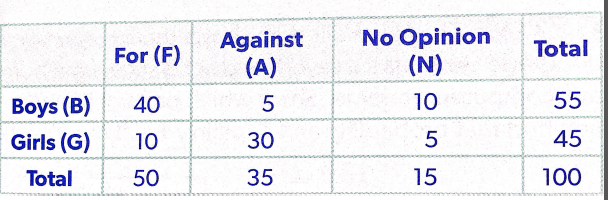 For (F) Against (A) No Opinion (N) Total
Boys (B) 40 5 10 55
Girls (G) 10 30 5 45
Total 50 35 15 100